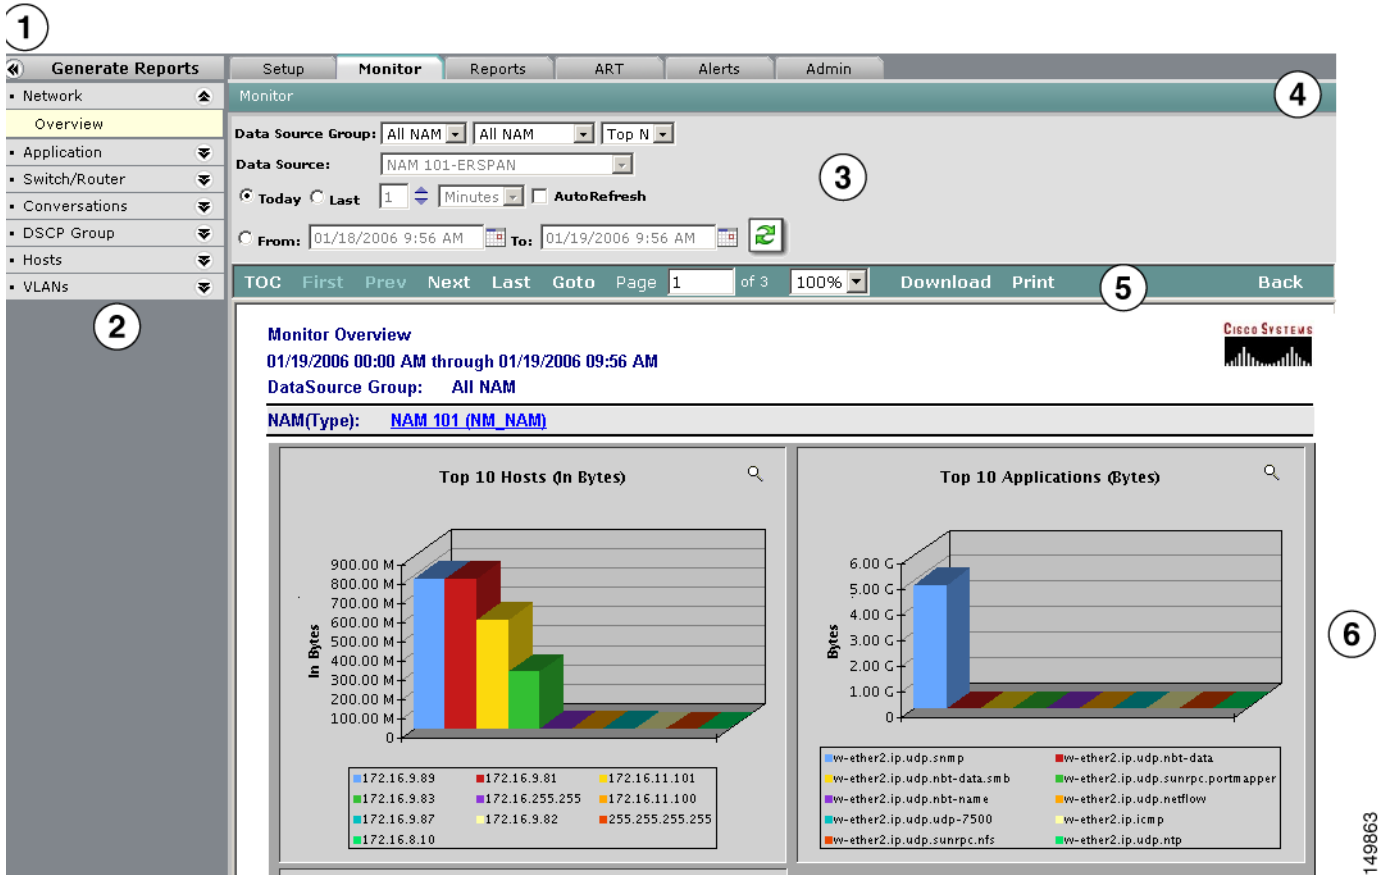 1
Generate Reports
Setup Monitor Reports ART Alerts Admin
Network
Overview
Application
Switch/Router
Conversations
DSCP Group
Hosts
VLANs
2
Monitor
4
Data Source Group: All NAM All NAM Top N
Data Source: NAM 101-ERSPAN
3
Today Last 1 Minutes AutoRefresh
From: 01/18/2006 9:56 AM To: 01/19/2006 9:56 AM
TOC First Prev Next Last Goto Page 1 of 3 100% Download Print Back
5
Monitor Overview
01/19/2006 00:00 AM through 01/19/2006 09:56 AM
DataSource Group: All NAM
CISCO SYSTEMS
NAM(Type): NAM 101 (NM_NAM)
Top 10 Hosts (In Bytes)
In Bytes
900.00 M
800.00 M
700.00 M
600.00 M
500.00 M
400.00 M
300.00 M
200.00 M
100.00 M
0
172.16.9.89 172.16.9.81 172.16.11.101
172.16.9.83 172.16.255.255 172.16.11.100
172.16.9.87 172.16.9.82 255.255.255.255
172.16.8.10
Top 10 Applications (Bytes)
Bytes
6.00 G
5.00 G
4.00 G
3.00 G
2.00 G
1.00 G
0
w-ether2.ip.udp.snmp w-ether2.ip.udp.nbt-data
w-ether2.ip.udp.nbt-data.smb w-ether2.ip.udp.sunrpc.portmapper
w-ether2.ip.udp.nbt-name w-ether2.ip.udp.netflow
w-ether2.ip.udp.udp-7500 w-ether2.ip.icmp
w-ether2.ip.udp.sunrpc.nfs w-ether2.ip.udp.ntp
6
149863